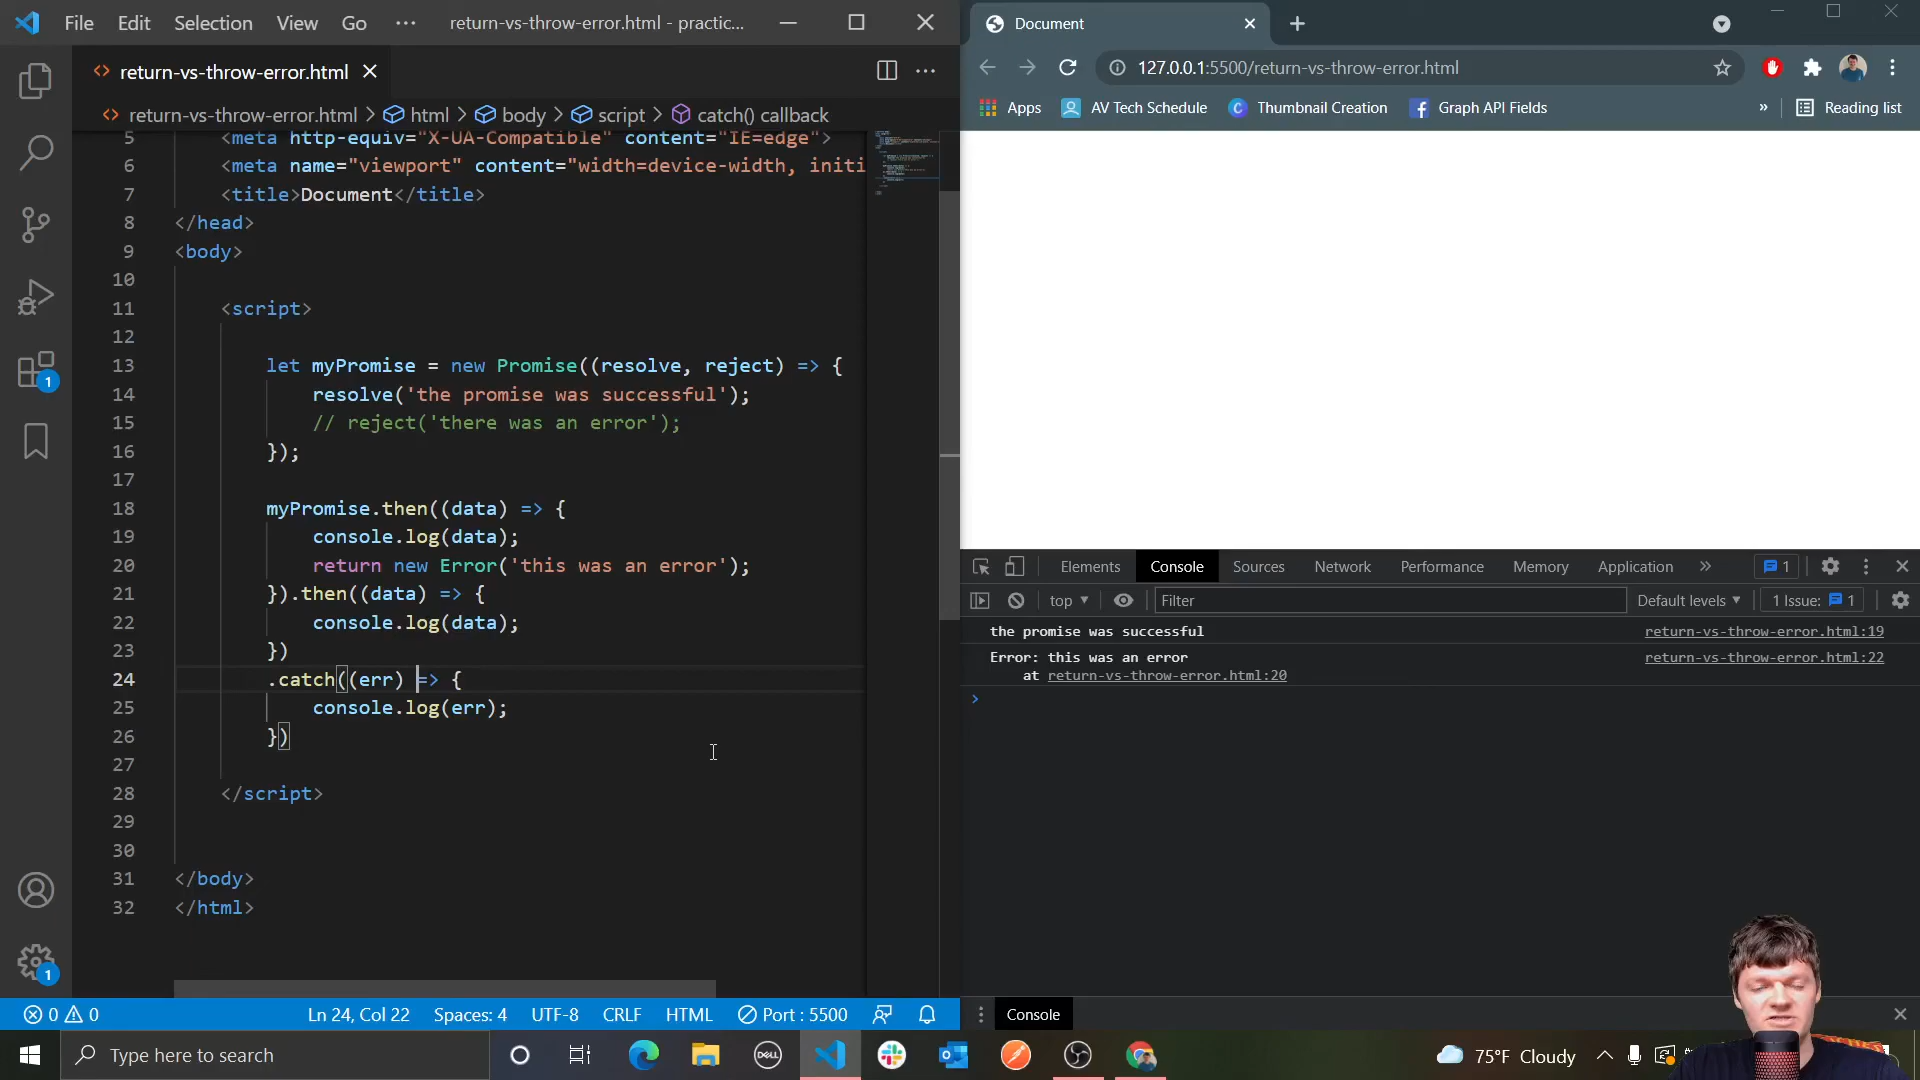 File Edit Selection View Go ··· return-vs-throw-error.html - practic...
return-vs-throw-error.html
return-vs-throw-error.html > html > body > script > catch() callback
5 <meta http-equiv="X-UA-Compatible" content="IE=edge">
6 <meta name="viewport" content="width=device-width, initi
7 <title>Document</title>
8 </head>
9 <body>
10
11 <script>
12
13 let myPromise = new Promise((resolve, reject) => {
14 resolve('the promise was successful');
15 // reject('there was an error');
16 });
17
18 myPromise.then((data) => {
19 console.log(data);
20 return new Error('this was an error');
21 }).then((data) => {
22 console.log(data);
23 })
24 .catch((err) => {
25 console.log(err);
26 })
27
28 </script>
29
30
31 </body>
32 </html>
1
1
0 0 Ln 24, Col 22 Spaces: 4 UTF-8 CRLF HTML Port : 5500
Document
127.0.0.1:5500/return-vs-throw-error.html
Apps AV Tech Schedule C Thumbnail Creation Graph API Fields » Reading list
Elements Console Sources Network Performance Memory Application » 1
top Filter Default levels 1 Issue: 1
the promise was successful return-vs-throw-error.html:19
Error: this was an error return-vs-throw-error.html:22
at return-vs-throw-error.html:20
>
Console
Type here to search DELL 75°F Cloudy